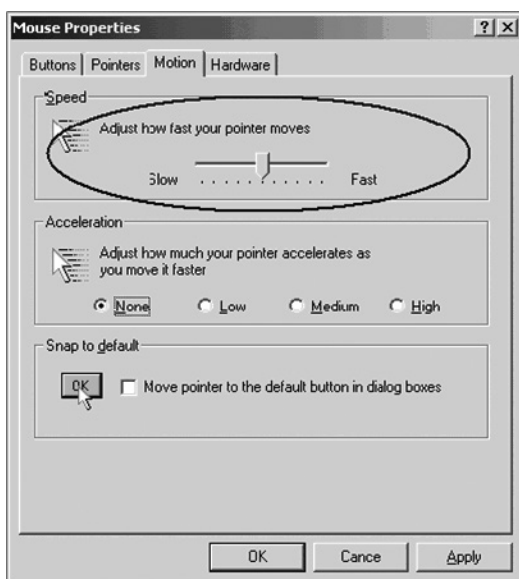 Mouse Properties
? X
Buttons Pointers Motion Hardware
Speed
Adjust how fast your pointer moves
Slow Fast
Acceleration
Adjust how much your pointer accelerates as
you move it faster
None Low Medium High
Snap to default
OK Move pointer to the default button in dialog boxes
OK Cance Apply